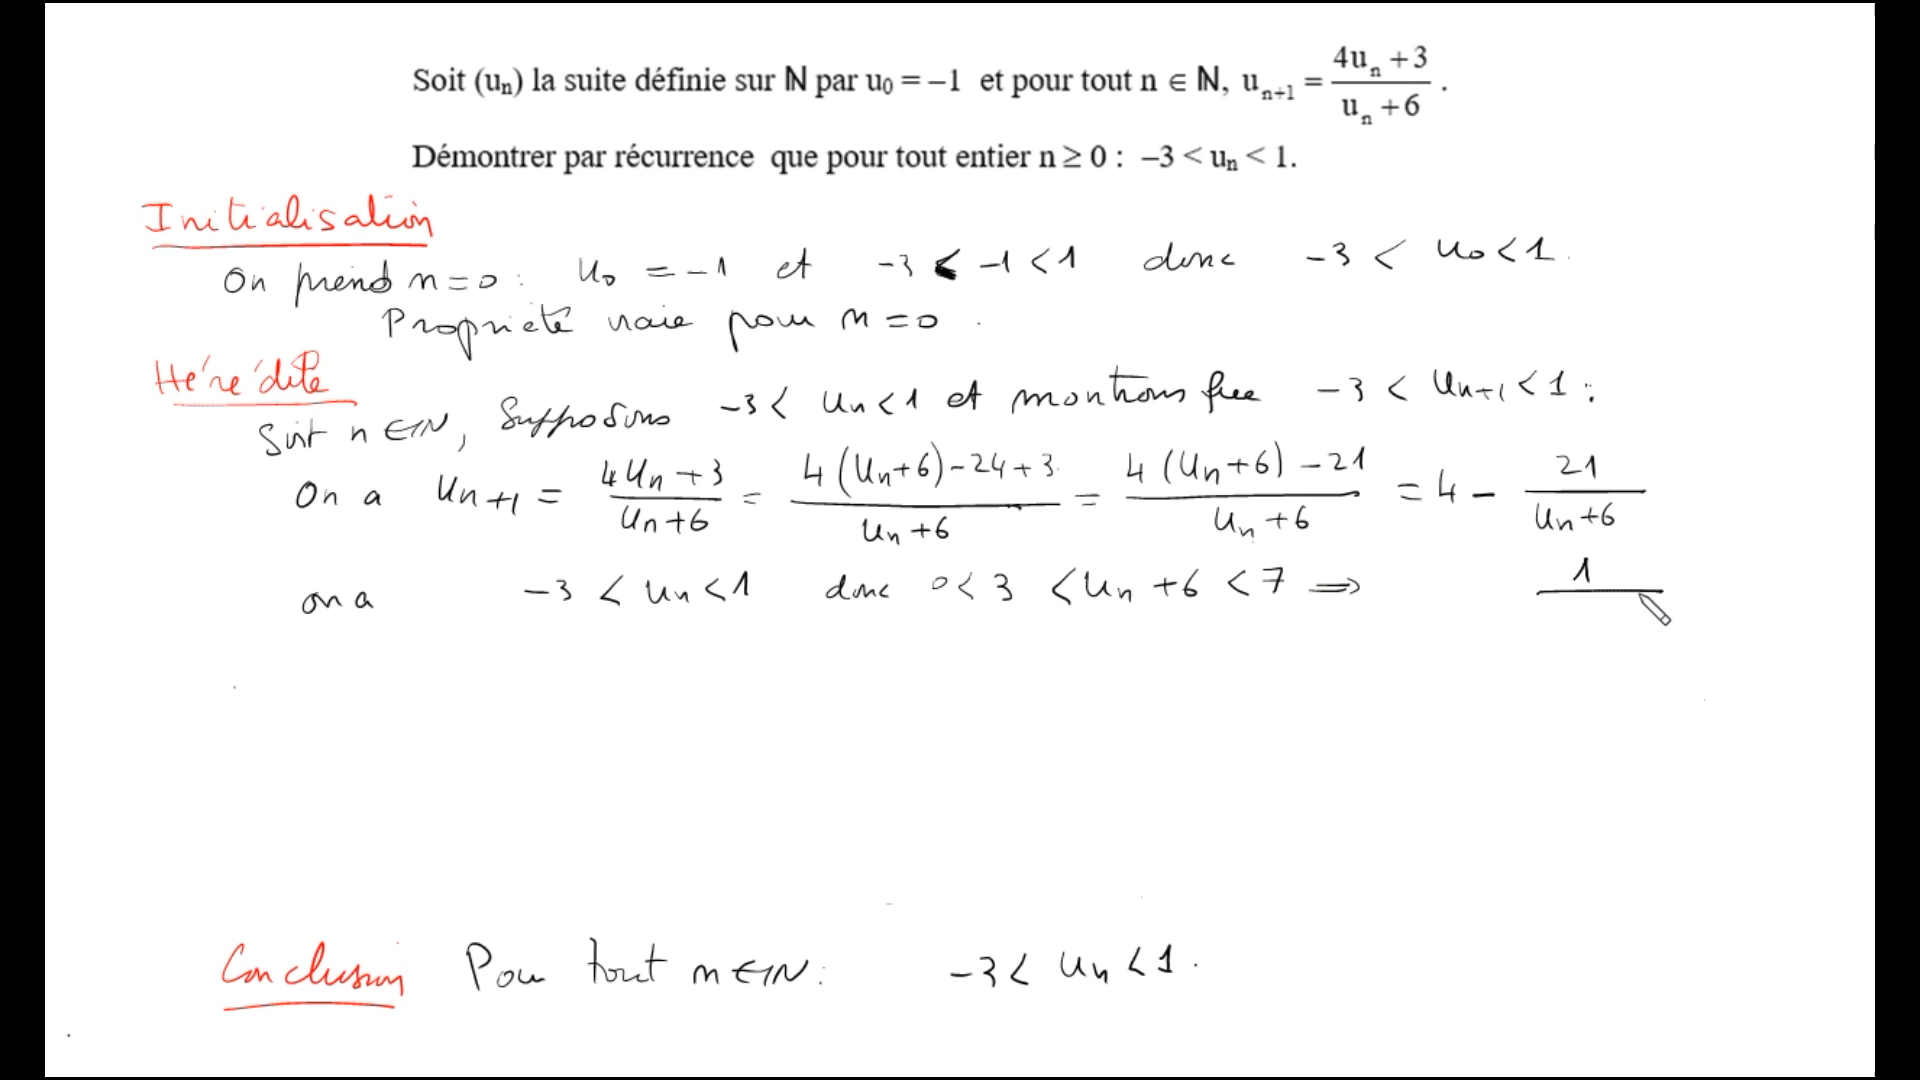 Soit (uₙ) la suite définie sur ℕ par u₀ = −1 et pour tout n ∈ ℕ, uₙ₊₁ = (4uₙ + 3)/(uₙ + 6) .
Démontrer par récurrence que pour tout entier n ≥ 0 : −3 < uₙ < 1.
Initialisation
On prend n=0 : u₀ = −1 et −3 < −1 < 1 donc −3 < u₀ < 1.
Propriété vraie pour n=0 .
Hérédité
Soit n ∈ ℕ, Supposons −3 < uₙ < 1 et montrons que −3 < uₙ₊₁ < 1 :
On a uₙ₊₁ = (4uₙ + 3)/(uₙ + 6) = (4(uₙ+6) − 24 + 3)/(uₙ + 6) = (4(uₙ+6) − 21)/(uₙ + 6) = 4 − 21/(uₙ + 6)
on a −3 < uₙ < 1 donc 0 < 3 < uₙ + 6 < 7 ⇒ 1
Conclusion Pour tout n ∈ ℕ : −3 < uₙ < 1 .